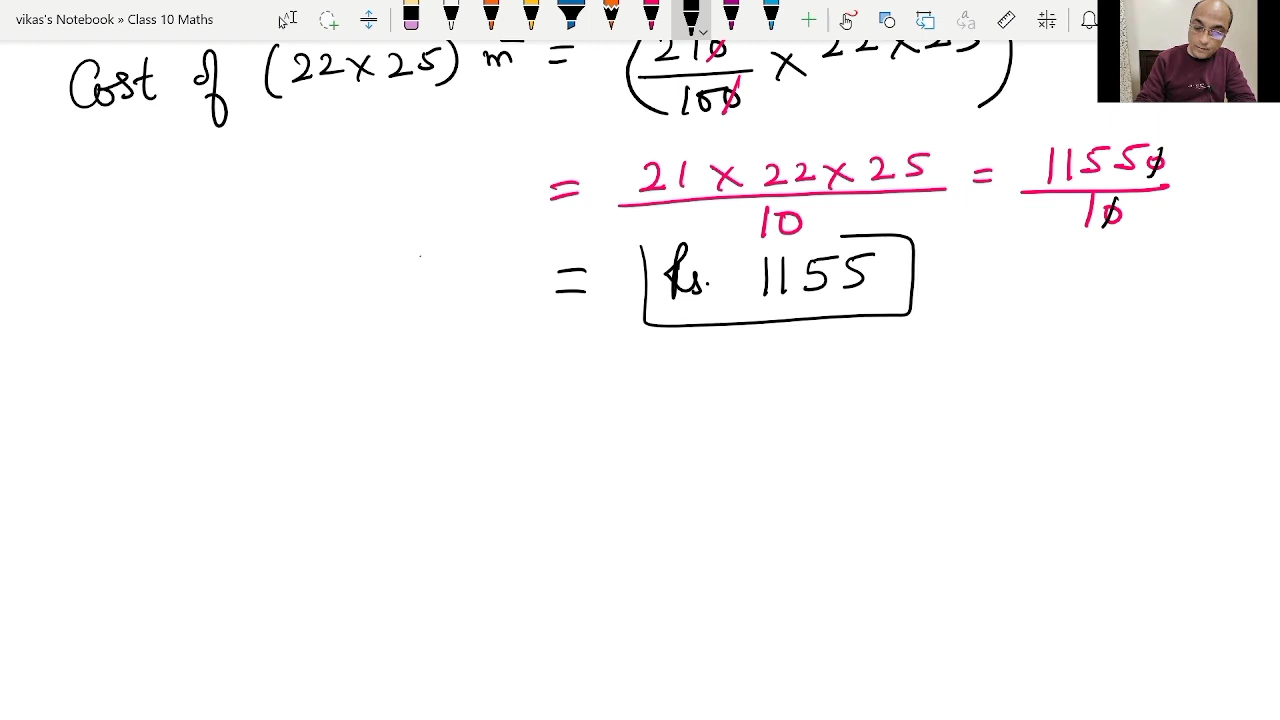 vikas's Notebook » Class 10 Maths
Cost of (22×25) m = (210/100 × 22×25)
= 21 × 22 × 25 / 10 = 11550 / 10
= Rs. 1155